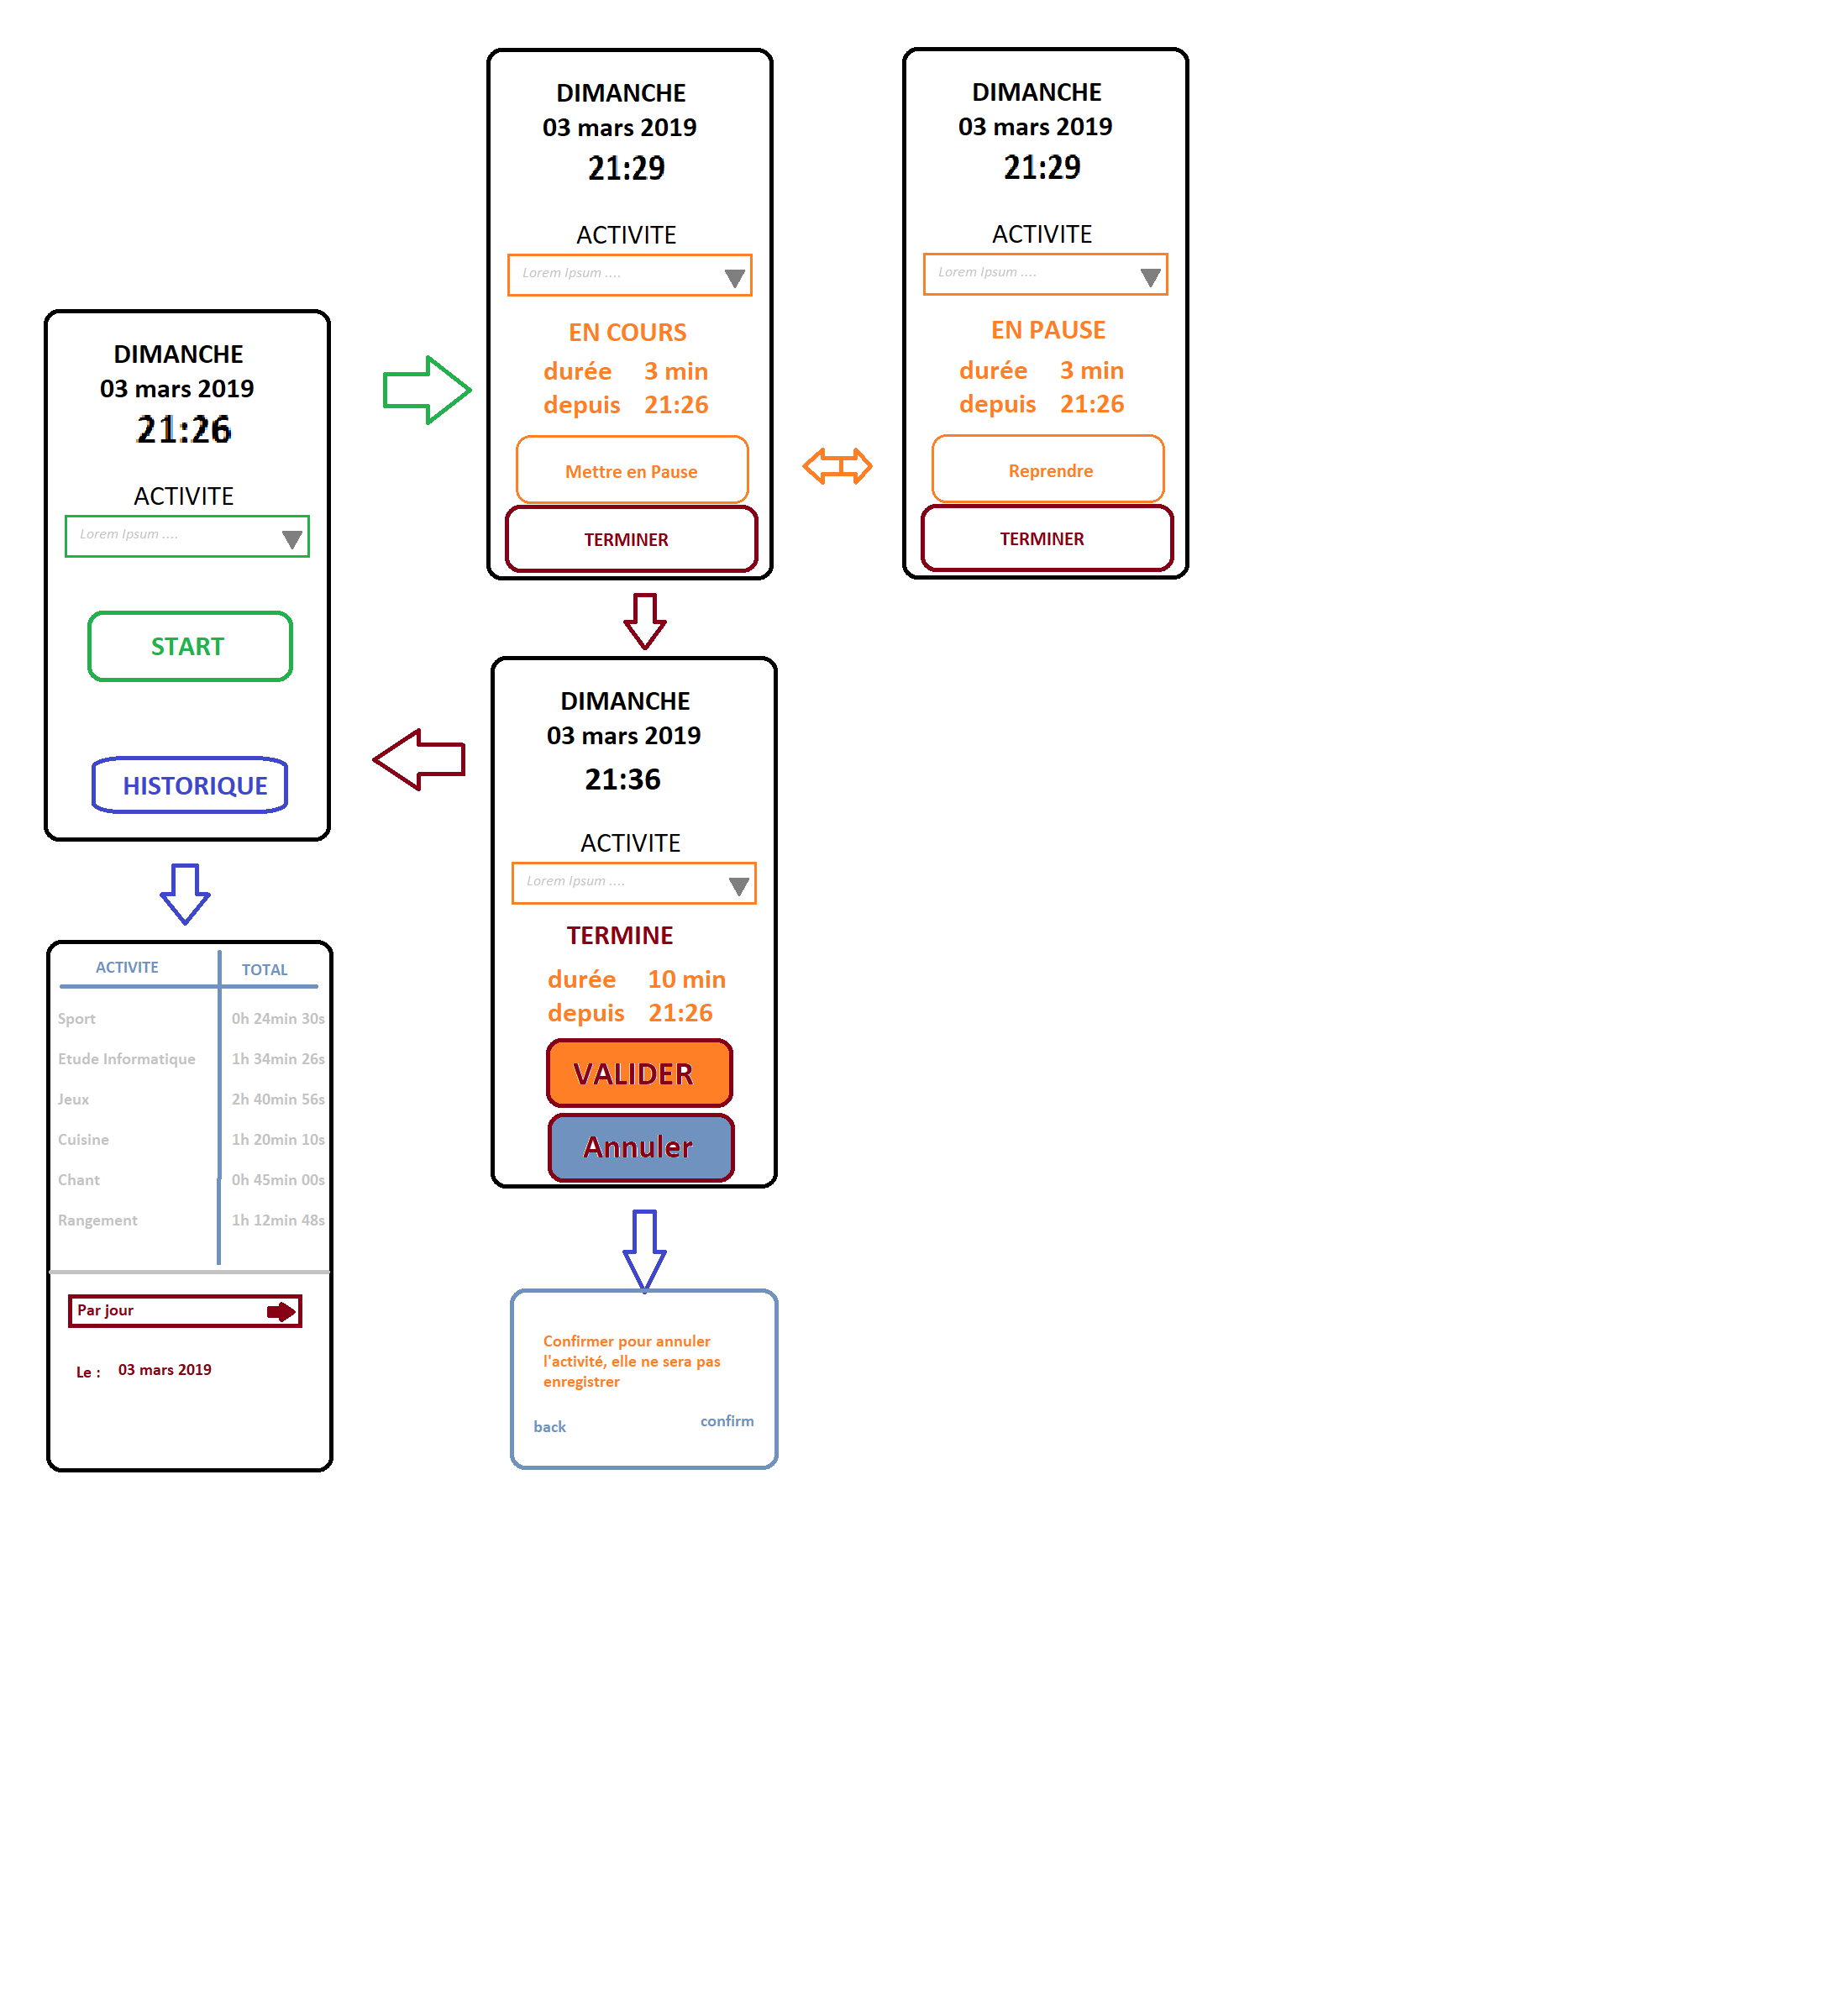 DIMANCHE
03 mars 2019
21:26
ACTIVITE
Lorem Ipsum ....
START
HISTORIQUE
DIMANCHE
03 mars 2019
21:29
ACTIVITE
Lorem Ipsum ....
EN COURS
durée 3 min
depuis 21:26
Mettre en Pause
TERMINER
DIMANCHE
03 mars 2019
21:29
ACTIVITE
Lorem Ipsum ....
EN PAUSE
durée 3 min
depuis 21:26
Reprendre
TERMINER
DIMANCHE
03 mars 2019
21:36
ACTIVITE
Lorem Ipsum ....
TERMINE
durée 10 min
depuis 21:26
VALIDER
Annuler
ACTIVITE TOTAL
Sport 0h 24min 30s
Etude Informatique 1h 34min 26s
Jeux 2h 40min 56s
Cuisine 1h 20min 10s
Chant 0h 45min 00s
Rangement 1h 12min 48s
Par jour
Le : 03 mars 2019
Confirmer pour annuler
l'activité, elle ne sera pas
enregistrer
back confirm